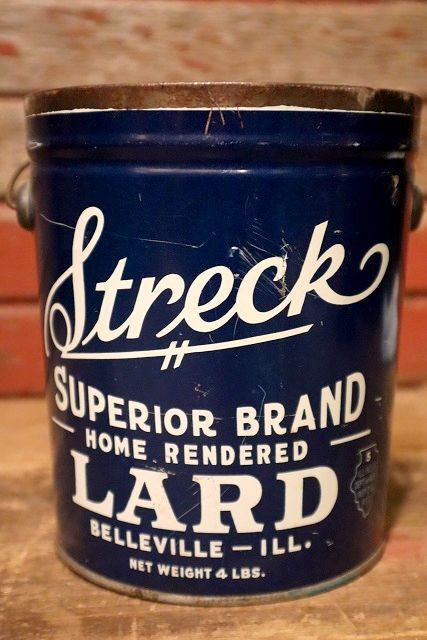 Streck
SUPERIOR BRAND
HOME RENDERED
LARD
BELLEVILLE — ILL.
NET WEIGHT 4 LBS.